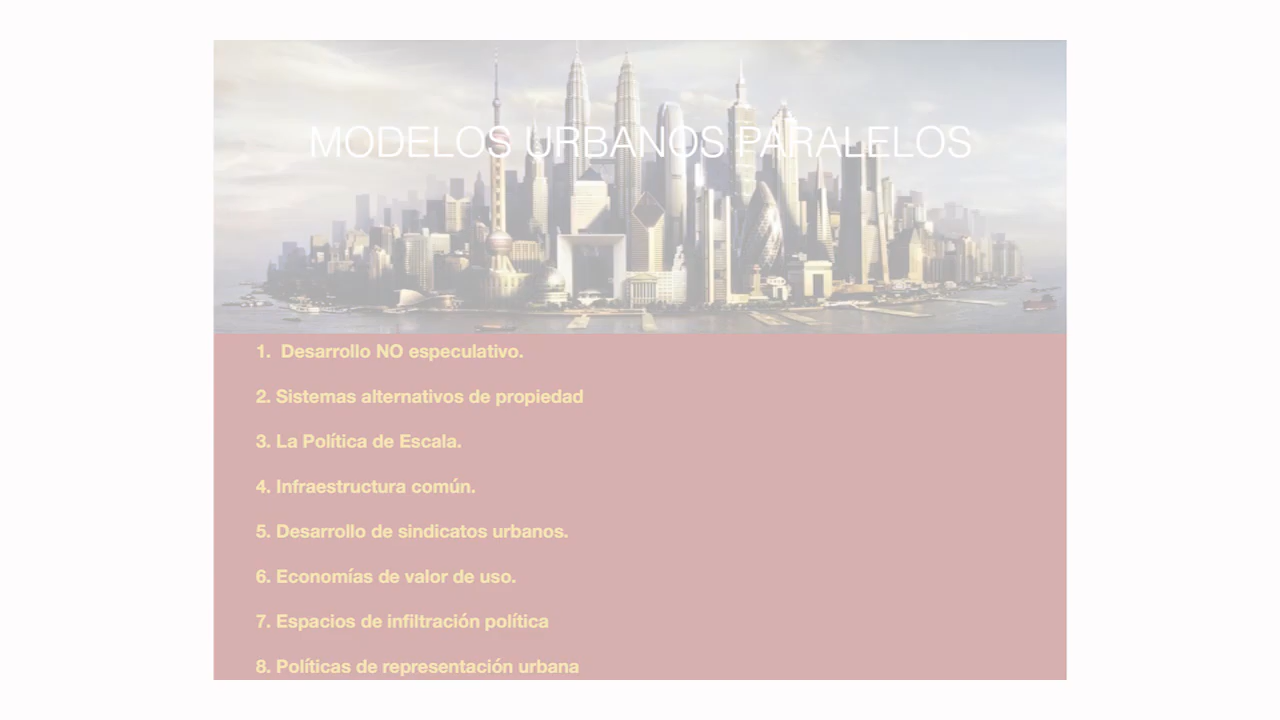 MODELOS URBANOS PARALELOS
1. Desarrollo NO especulativo.
2. Sistemas alternativos de propiedad
3. La Política de Escala.
4. Infraestructura común.
5. Desarrollo de sindicatos urbanos.
6. Economías de valor de uso.
7. Espacios de infiltración política
8. Políticas de representación urbana